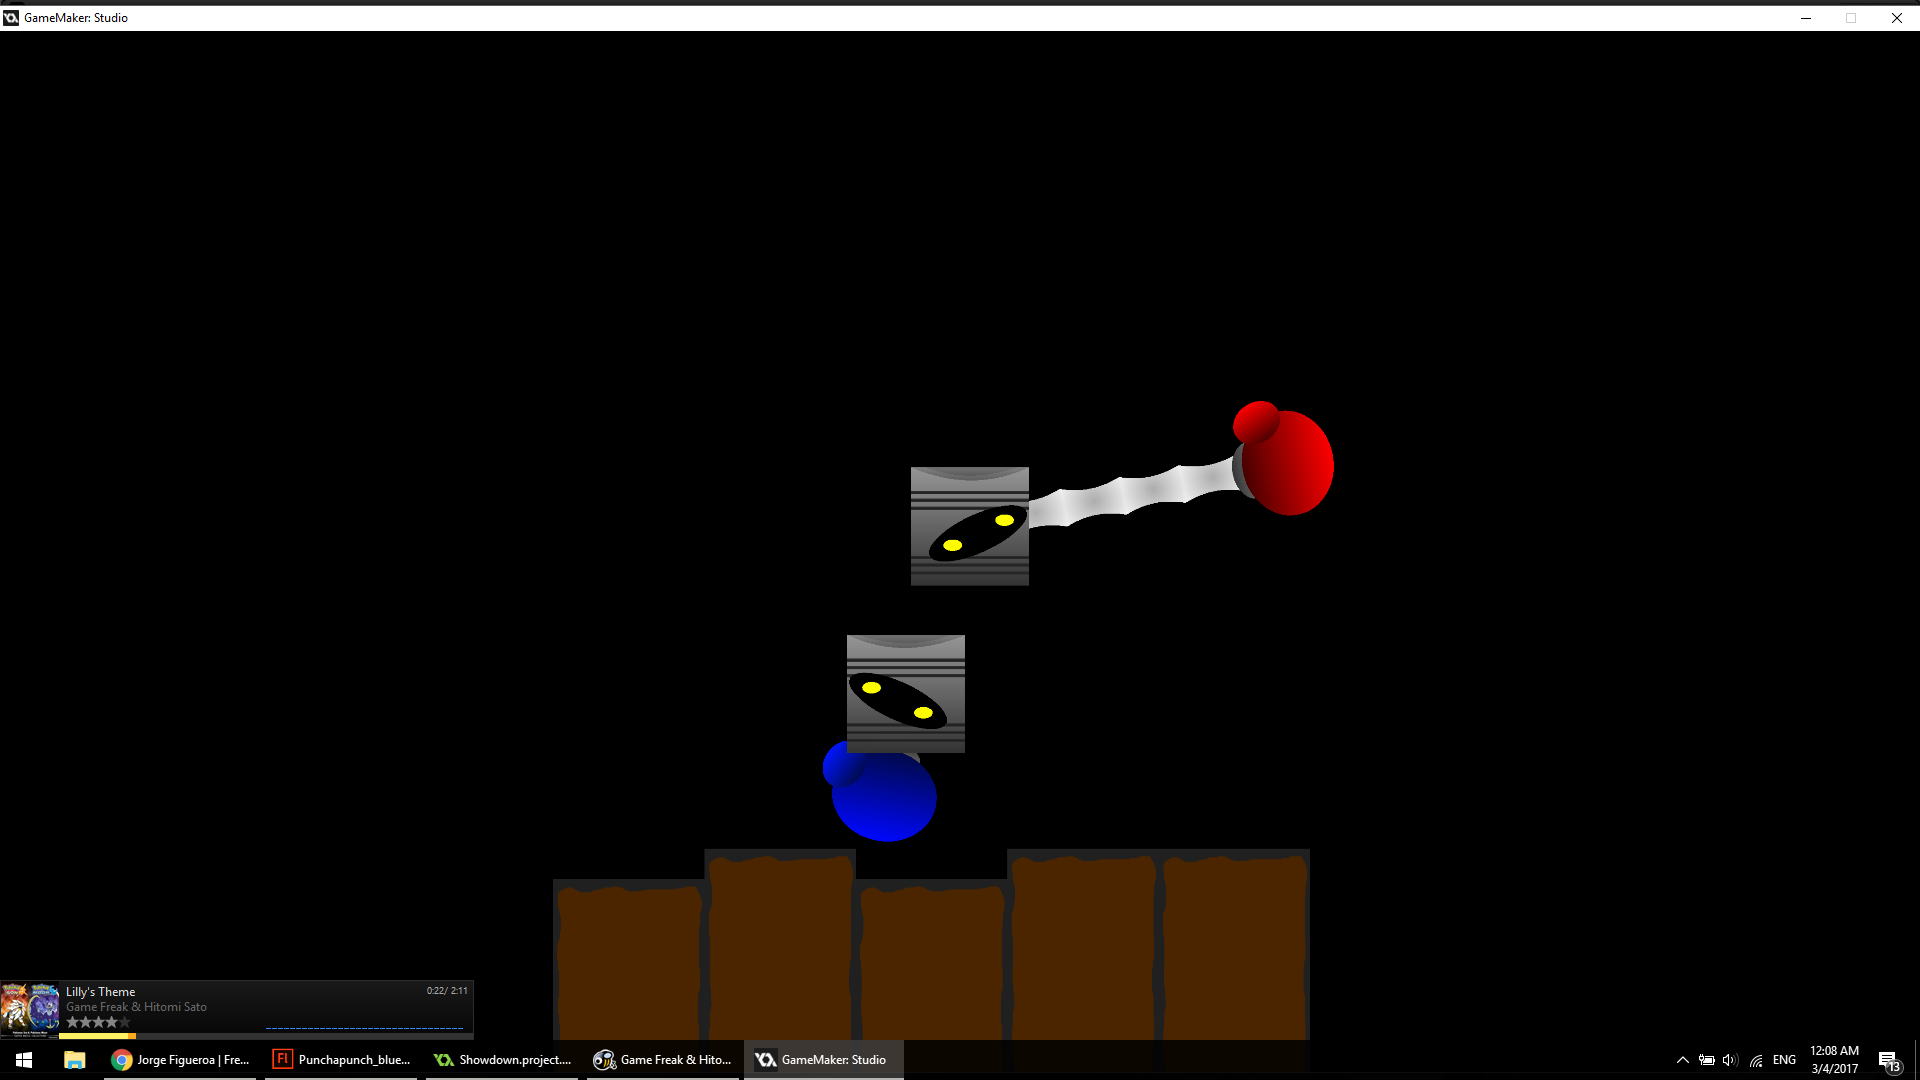 GameMaker: Studio
Lilly's Theme
0:22/ 2:11
Game Freak & Hitomi Sato
Jorge Figueroa | Fre...
Fl
Punchapunch_blue...
Showdown.project....
Game Freak & Hito...
GameMaker: Studio
ENG
12:08 AM
3/4/2017
13